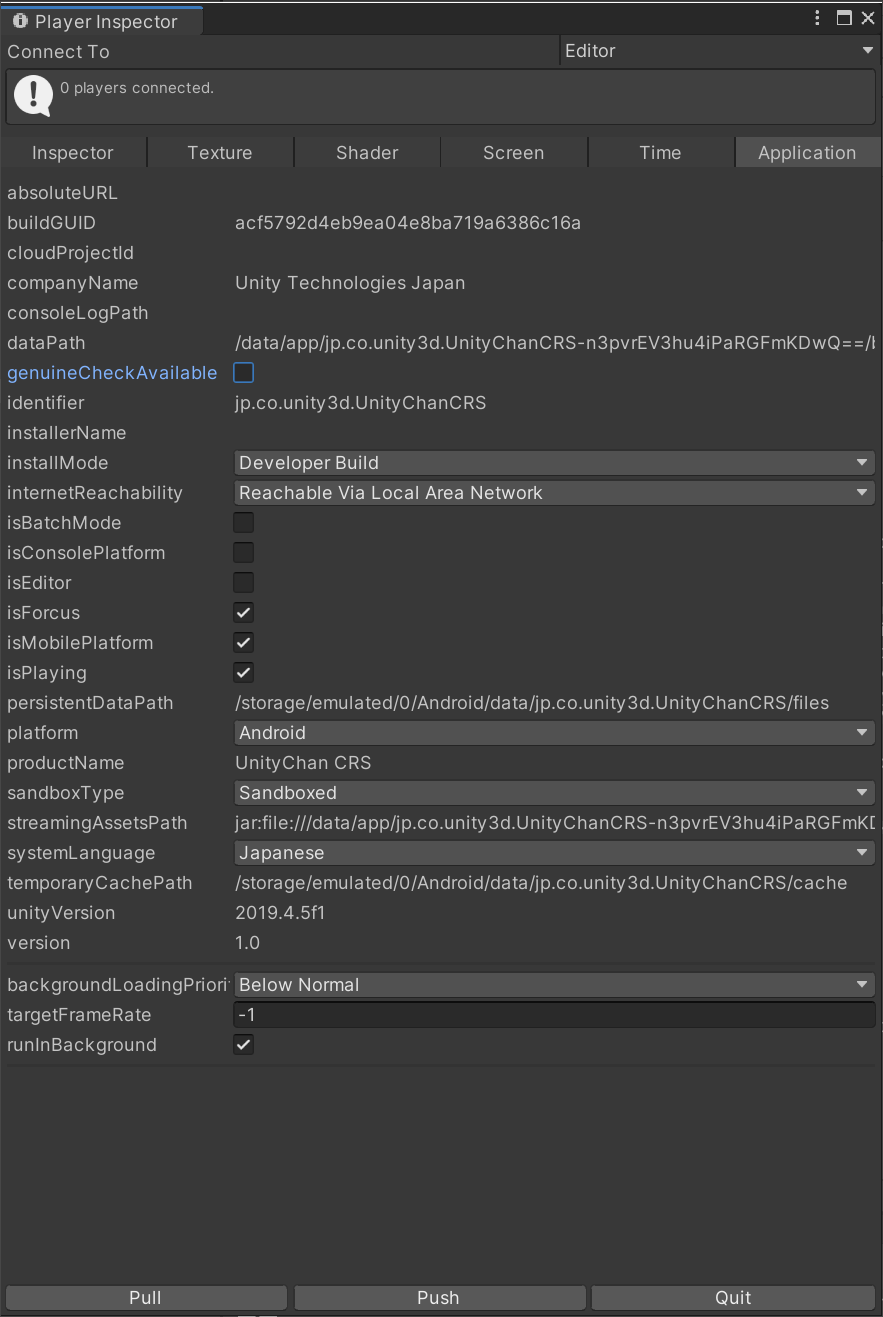 Player Inspector
Connect To Editor
0 players connected.
Inspector Texture Shader Screen Time Application
absoluteURL
buildGUID acf5792d4eb9ea04e8ba719a6386c16a
cloudProjectId
companyName Unity Technologies Japan
consoleLogPath
dataPath /data/app/jp.co.unity3d.UnityChanCRS-n3pvrEV3hu4iPaRGFmKDwQ==/b
genuineCheckAvailable
identifier jp.co.unity3d.UnityChanCRS
installerName
installMode Developer Build
internetReachability Reachable Via Local Area Network
isBatchMode
isConsolePlatform
isEditor
isForcus
isMobilePlatform
isPlaying
persistentDataPath /storage/emulated/0/Android/data/jp.co.unity3d.UnityChanCRS/files
platform Android
productName UnityChan CRS
sandboxType Sandboxed
streamingAssetsPath jar:file:///data/app/jp.co.unity3d.UnityChanCRS-n3pvrEV3hu4iPaRGFmKD
systemLanguage Japanese
temporaryCachePath /storage/emulated/0/Android/data/jp.co.unity3d.UnityChanCRS/cache
unityVersion 2019.4.5f1
version 1.0
backgroundLoadingPriori Below Normal
targetFrameRate -1
runInBackground
Pull Push Quit